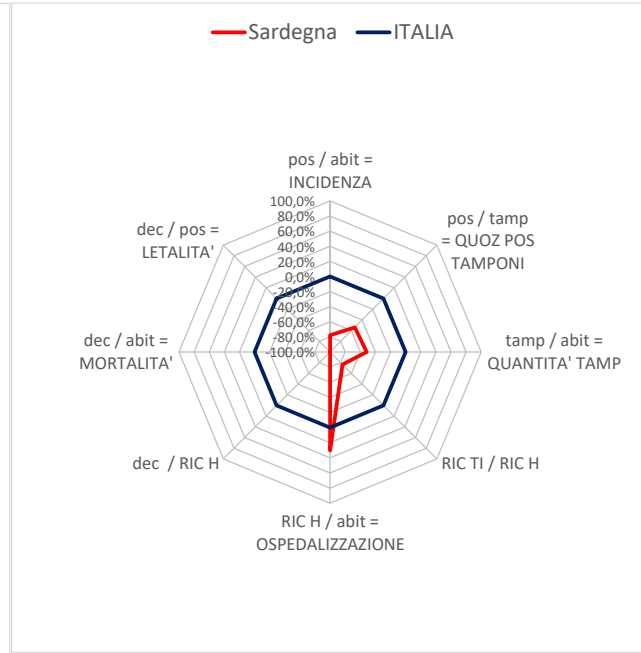 Sardegna ITALIA
pos / abit =
INCIDENZA
pos / tamp
= QUOZ POS
TAMPONI
tamp / abit =
QUANTITA' TAMP
RIC TI / RIC H
RIC H / abit =
OSPEDALIZZAZIONE
dec / RIC H
dec / abit =
MORTALITA'
dec / pos =
LETALITA'
100,0%
80,0%
60,0%
40,0%
20,0%
0,0%
-20,0%
-40,0%
-60,0%
-80,0%
-100,0%